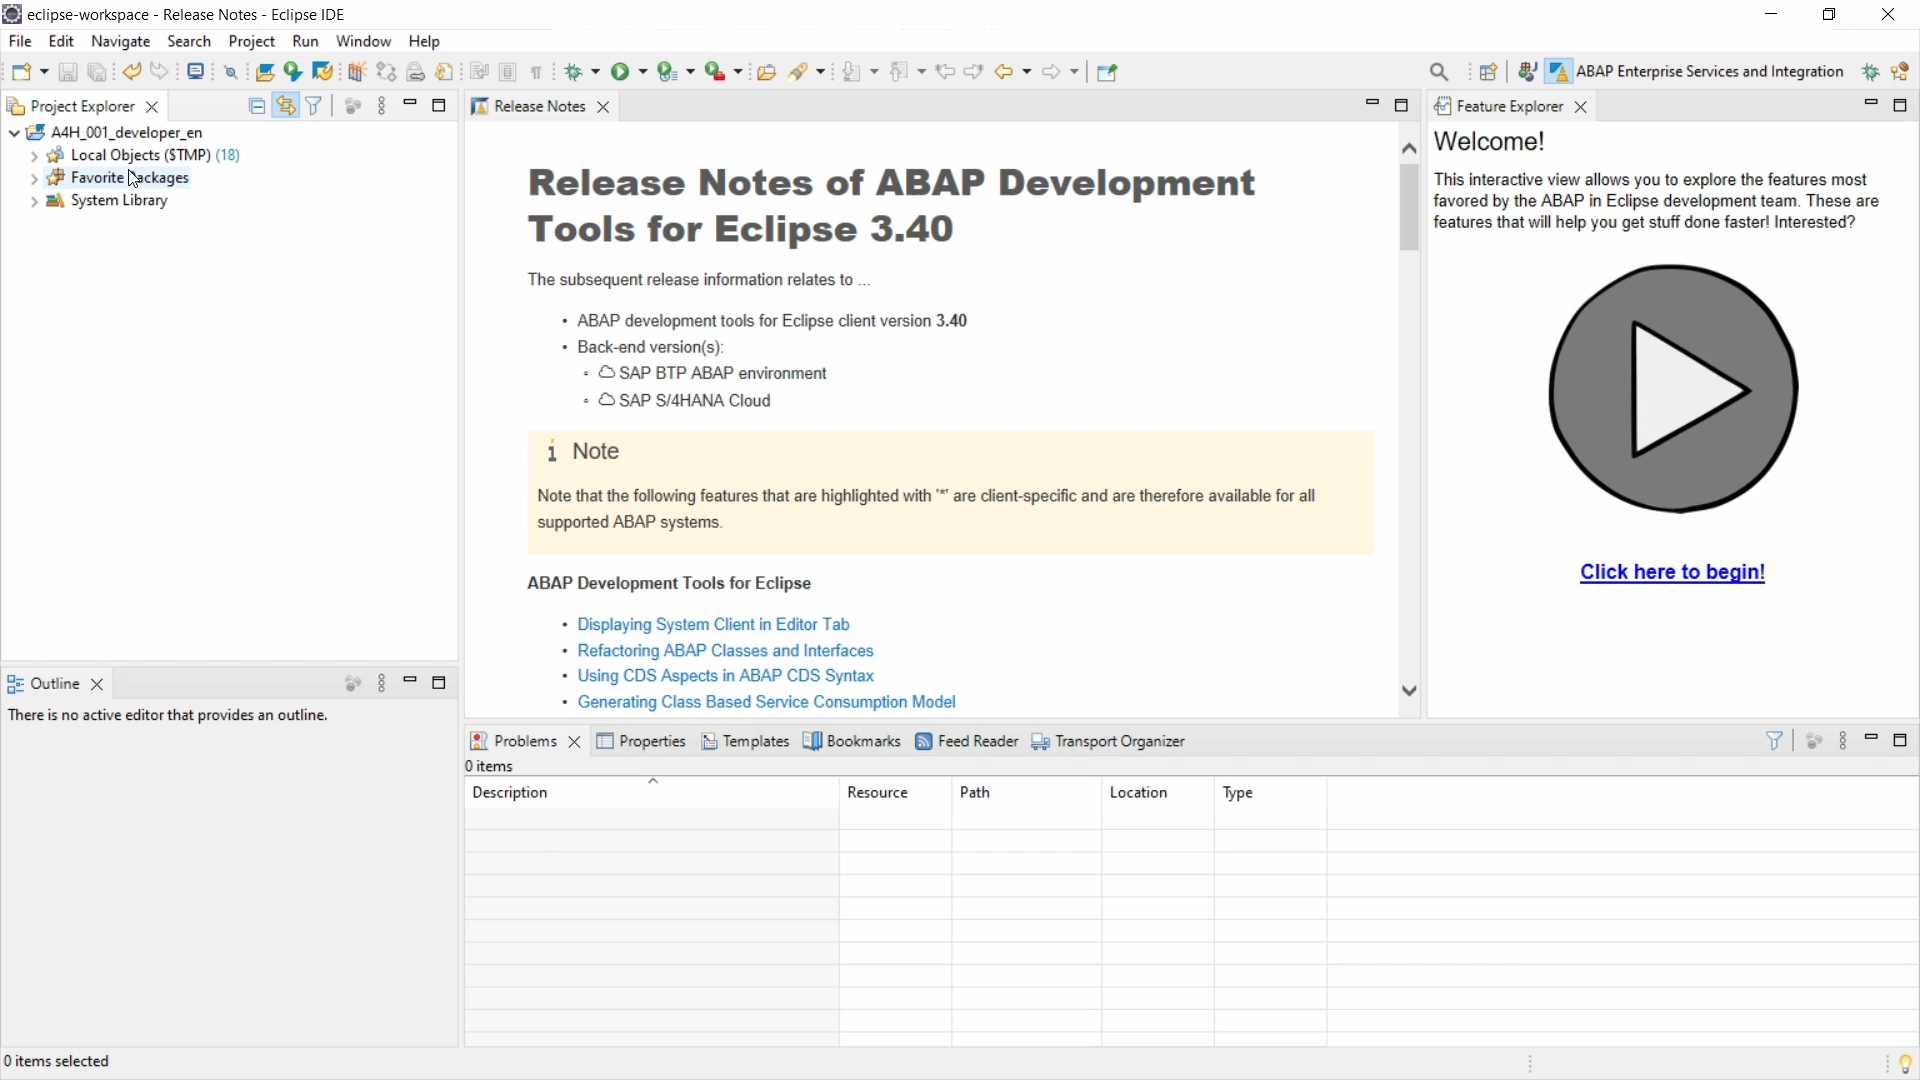 eclipse-workspace - Release Notes - Eclipse IDE
File Edit Navigate Search Project Run Window Help
ABAP Enterprise Services and Integration
Project Explorer
A4H_001_developer_en
Local Objects ($TMP) (18)
Favorite Packages
System Library
Release Notes
Release Notes of ABAP Development
Tools for Eclipse 3.40
The subsequent release information relates to ...
• ABAP development tools for Eclipse client version 3.40
• Back-end version(s):
◦ SAP BTP ABAP environment
◦ SAP S/4HANA Cloud
i Note
Note that the following features that are highlighted with '*' are client-specific and are therefore available for all
supported ABAP systems.
ABAP Development Tools for Eclipse
• Displaying System Client in Editor Tab
• Refactoring ABAP Classes and Interfaces
• Using CDS Aspects in ABAP CDS Syntax
• Generating Class Based Service Consumption Model
Feature Explorer
Welcome!
This interactive view allows you to explore the features most
favored by the ABAP in Eclipse development team. These are
features that will help you get stuff done faster! Interested?
Click here to begin!
Outline
There is no active editor that provides an outline.
Problems Properties Templates Bookmarks Feed Reader Transport Organizer
0 items
Description Resource Path Location Type
0 items selected